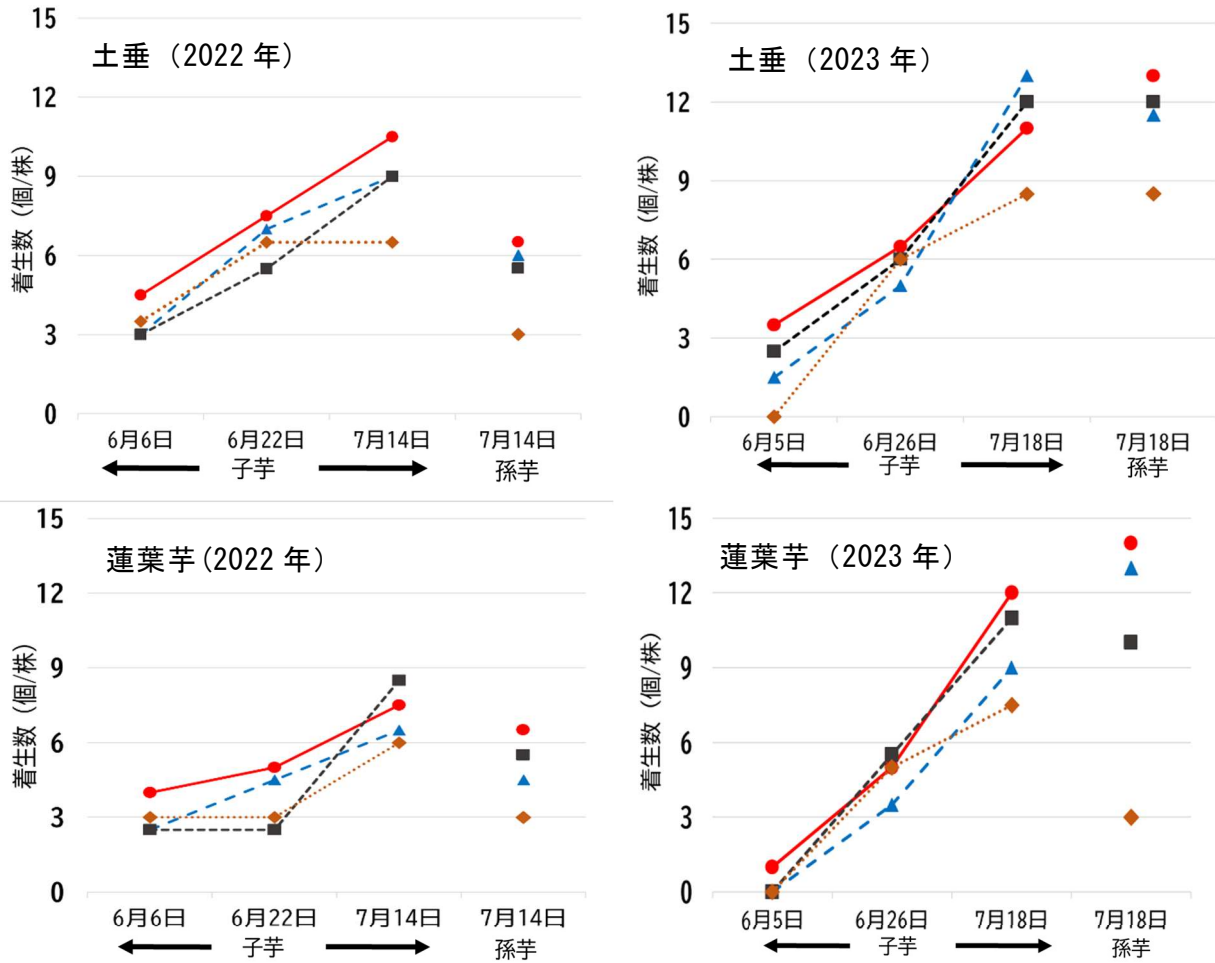 土垂（2022 年）
着生数（個/株）
15
12
9
6
3
0
6月6日 6月22日 7月14日 7月14日
子芋 孫芋
土垂（2023 年）
着生数（個/株）
15
12
9
6
3
0
6月5日 6月26日 7月18日 7月18日
子芋 孫芋
蓮葉芋(2022 年）
着生数（個/株）
15
12
9
6
3
0
6月6日 6月22日 7月14日 7月14日
子芋 孫芋
蓮葉芋（2023 年）
着生数（個/株）
15
12
9
6
3
0
6月5日 6月26日 7月18日 7月18日
子芋 孫芋